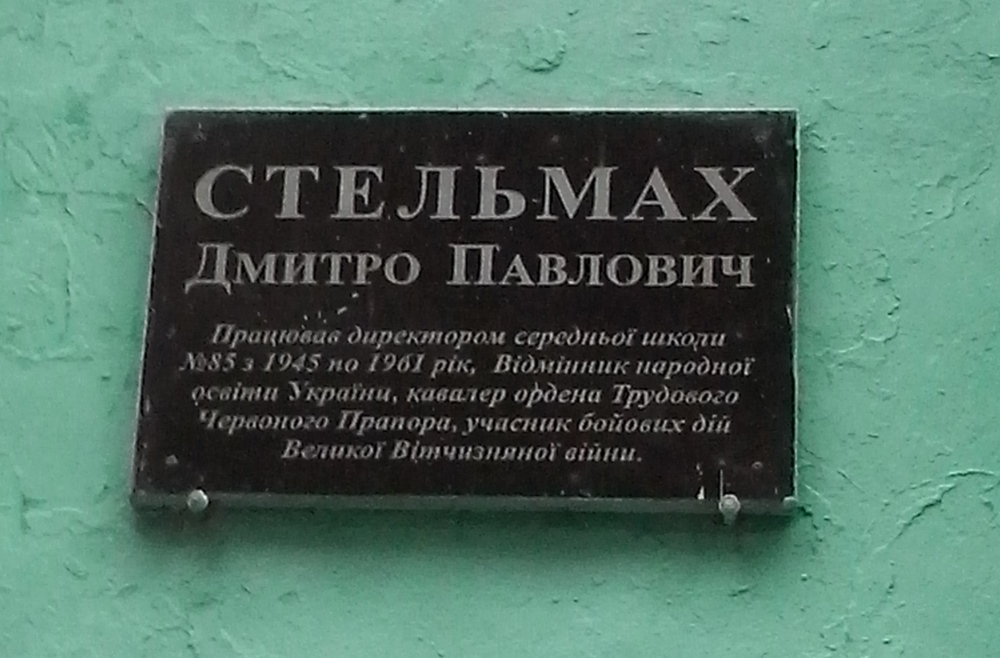 СТЕЛЬМАХ
ДМИТРО ПАВЛОВИЧ
Працював директором середньої школи
№85 з 1945 по 1961 рік, Відмінник народної
освіти України, кавалер ордена Трудового
Червоного Прапора, учасник бойових дій
Великої Вітчизняної війни.